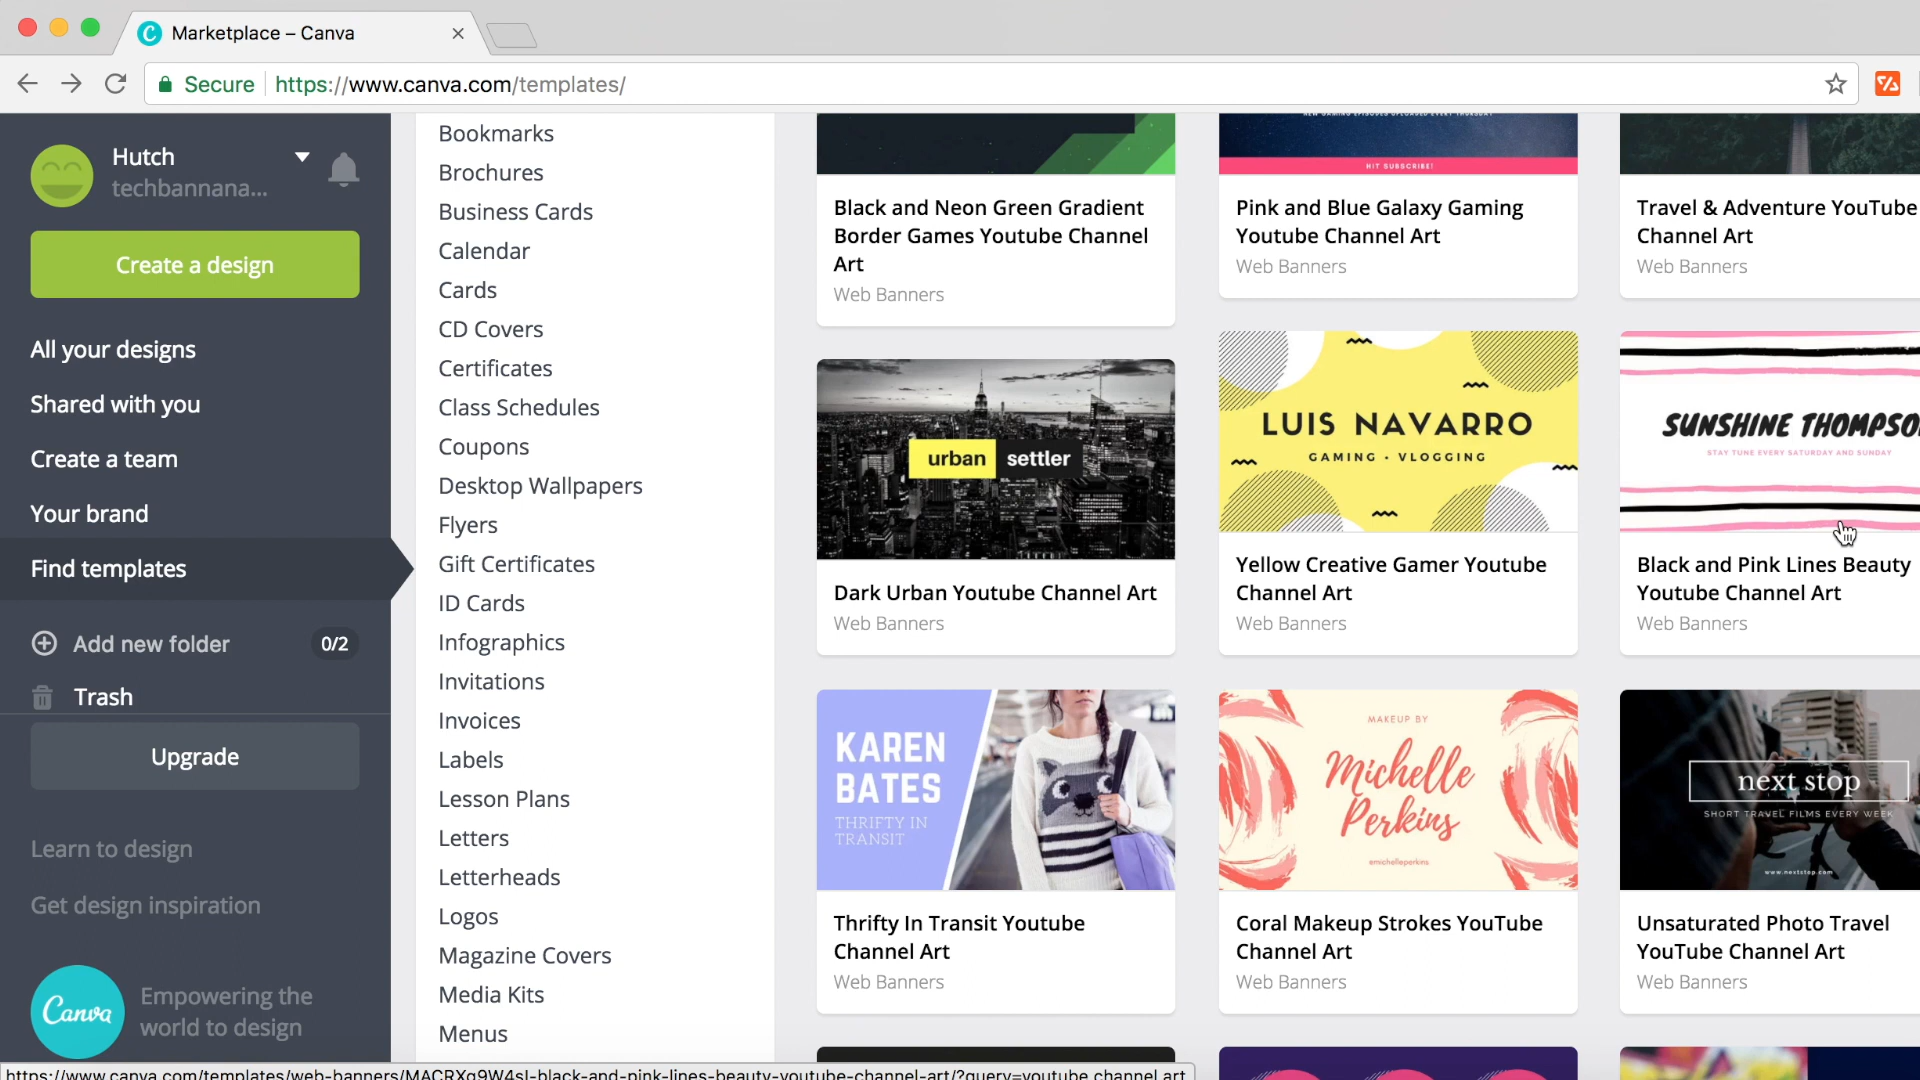 Marketplace – Canva
Secure
https://www.canva.com/templates/
Hutch
techbannana...
Create a design
All your designs
Shared with you
Create a team
Your brand
Find templates
Add new folder
0/2
Trash
Upgrade
Learn to design
Get design inspiration
Canva
Empowering the
world to design
Bookmarks
Brochures
Business Cards
Calendar
Cards
CD Covers
Certificates
Class Schedules
Coupons
Desktop Wallpapers
Flyers
Gift Certificates
ID Cards
Infographics
Invitations
Invoices
Labels
Lesson Plans
Letters
Letterheads
Logos
Magazine Covers
Media Kits
Menus
Black and Neon Green Gradient
Border Games Youtube Channel
Art
Web Banners
NEW GAMING EPISODES UPLOADED EVERY THURSDAY
HIT SUBSCRIBE!
Pink and Blue Galaxy Gaming
Youtube Channel Art
Web Banners
Travel & Adventure YouTube
Channel Art
Web Banners
urban settler
Dark Urban Youtube Channel Art
Web Banners
LUIS NAVARRO
GAMING • VLOGGING
Yellow Creative Gamer Youtube
Channel Art
Web Banners
SUNSHINE THOMPSO
STAY TUNE EVERY SATURDAY AND SUNDAY
Black and Pink Lines Beauty
Youtube Channel Art
Web Banners
KAREN
BATES
THRIFTY IN
TRANSIT
Thrifty In Transit Youtube
Channel Art
Web Banners
MAKEUP BY
Michelle
Perkins
@michelleperkins
Coral Makeup Strokes YouTube
Channel Art
Web Banners
next stop
SHORT TRAVEL FILMS EVERY WEEK
www.nextstop.com
Unsaturated Photo Travel
YouTube Channel Art
Web Banners
https://www.canva.com/templates/web-banners/MACRXq9W4sI-black-and-pink-lines-beauty-youtube-channel-art/?query=youtube channel art